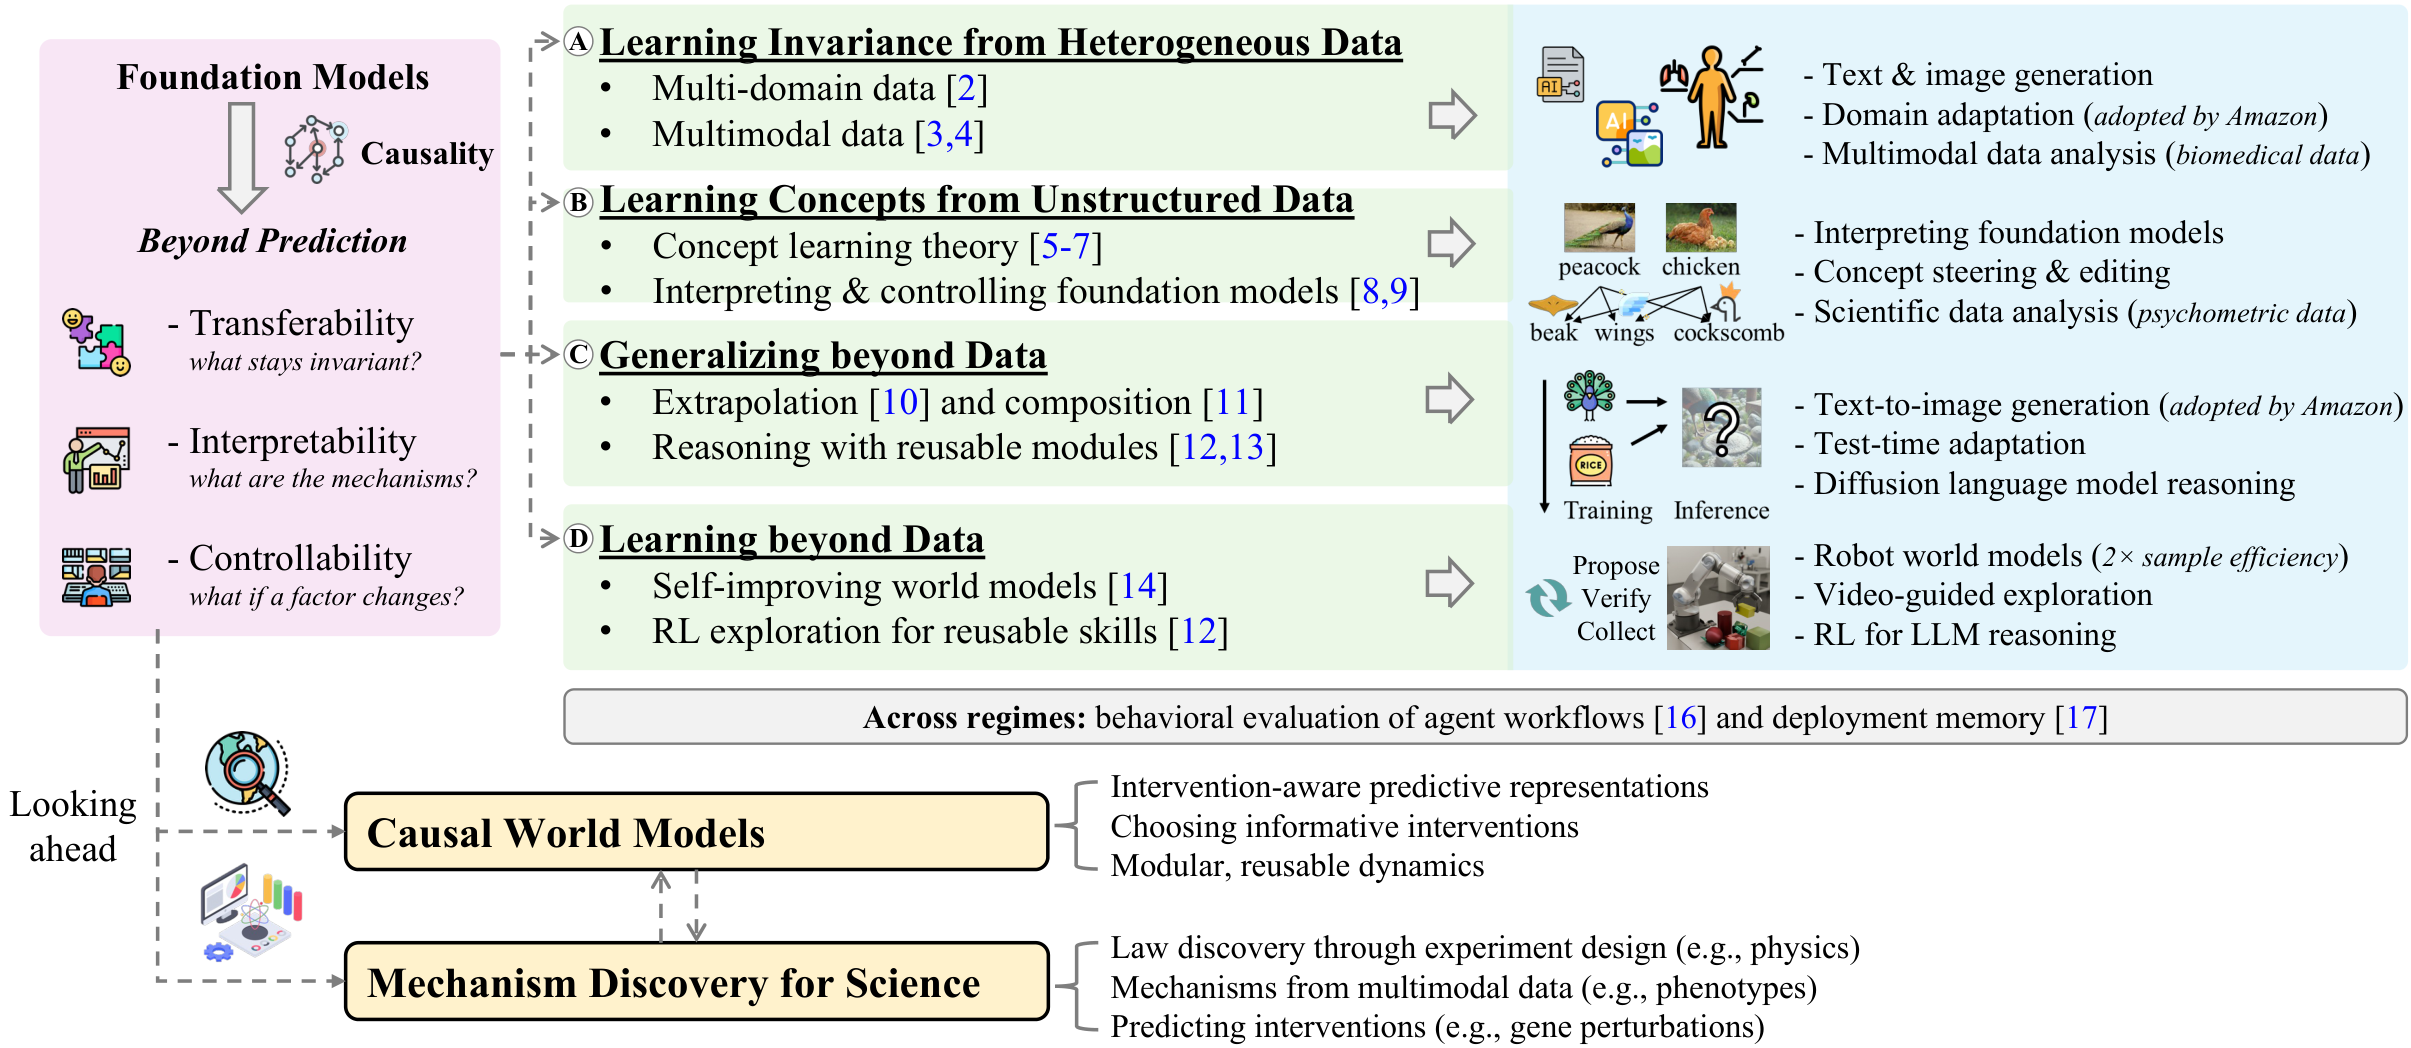 Foundation Models
Causality
Beyond Prediction
- Transferability
what stays invariant?
- Interpretability
what are the mechanisms?
- Controllability
what if a factor changes?
A Learning Invariance from Heterogeneous Data
• Multi-domain data [2]
• Multimodal data [3,4]
AI
AI
- Text & image generation
- Domain adaptation (adopted by Amazon)
- Multimodal data analysis (biomedical data)
B Learning Concepts from Unstructured Data
• Concept learning theory [5-7]
• Interpreting & controlling foundation models [8,9]
peacock chicken
beak wings cockscomb
- Interpreting foundation models
- Concept steering & editing
- Scientific data analysis (psychometric data)
C Generalizing beyond Data
• Extrapolation [10] and composition [11]
• Reasoning with reusable modules [12,13]
RICE
?
Training Inference
- Text-to-image generation (adopted by Amazon)
- Test-time adaptation
- Diffusion language model reasoning
D Learning beyond Data
• Self-improving world models [14]
• RL exploration for reusable skills [12]
Propose
Verify
Collect
- Robot world models (2× sample efficiency)
- Video-guided exploration
- RL for LLM reasoning
Across regimes: behavioral evaluation of agent workflows [16] and deployment memory [17]
Looking
ahead
Causal World Models
Intervention-aware predictive representations
Choosing informative interventions
Modular, reusable dynamics
Mechanism Discovery for Science
Law discovery through experiment design (e.g., physics)
Mechanisms from multimodal data (e.g., phenotypes)
Predicting interventions (e.g., gene perturbations)